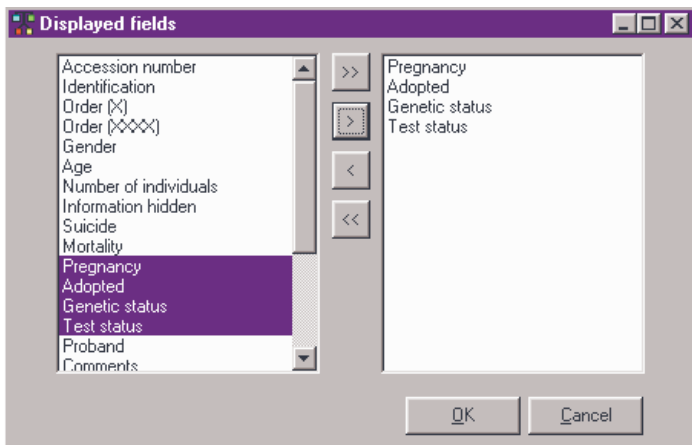 Displayed fields
Accession number
Identification
Order (X)
Order (XXXX)
Gender
Age
Number of individuals
Information hidden
Suicide
Mortality
Pregnancy
Adopted
Genetic status
Test status
Proband
Comments
>>
>
<
<<
Pregnancy
Adopted
Genetic status
Test status
OK
Cancel